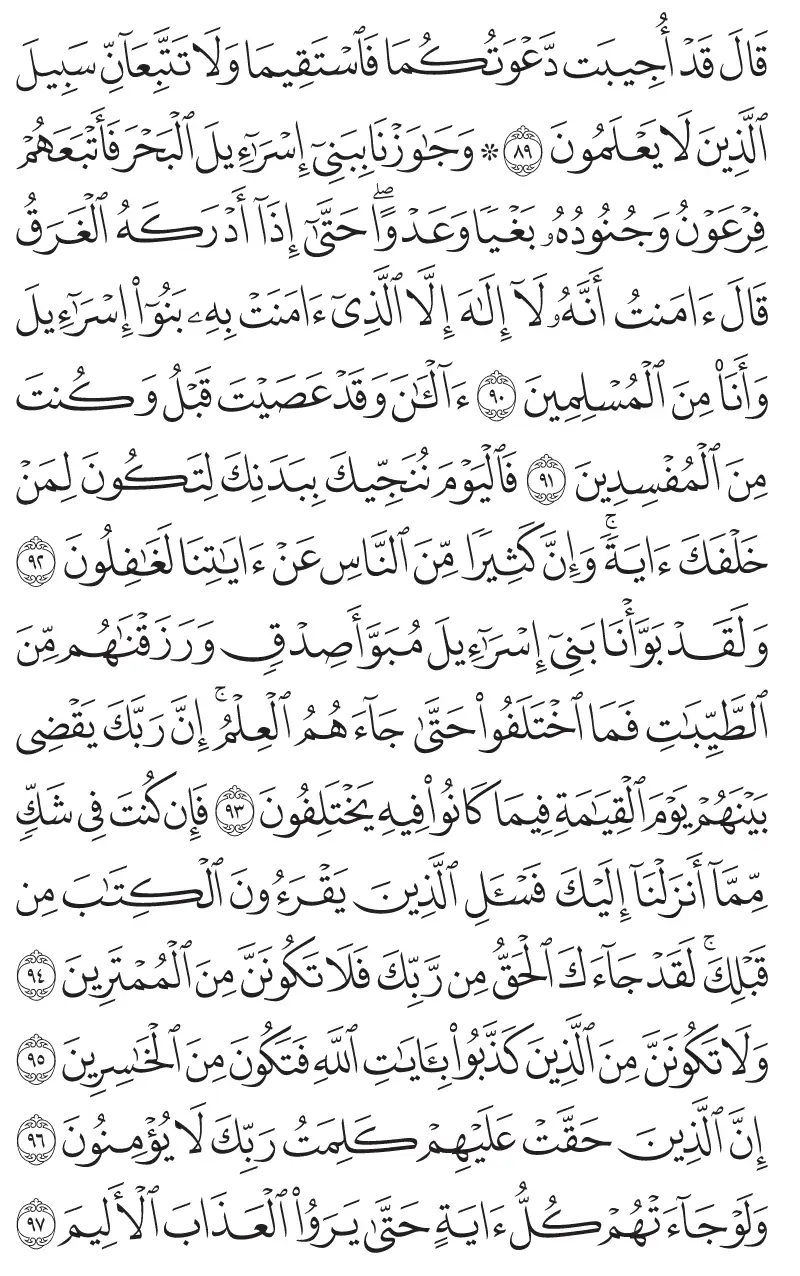 قَالَ قَدْ أُجِيبَت دَّعْوَتُكُمَا فَٱسْتَقِيمَا وَلَا تَتَّبِعَآنِّ سَبِيلَ
ٱلَّذِينَ لَا يَعْلَمُونَ ٨٩ ۞ وَجَـٰوَزْنَا بِبَنِىٓ إِسْرَٰٓءِيلَ ٱلْبَحْرَ فَأَتْبَعَهُمْ
فِرْعَوْنُ وَجُنُودُهُۥ بَغْيًا وَعَدْوًا ۖ حَتَّىٰٓ إِذَآ أَدْرَكَهُ ٱلْغَرَقُ
قَالَ ءَامَنتُ أَنَّهُۥ لَآ إِلَـٰهَ إِلَّا ٱلَّذِىٓ ءَامَنَتْ بِهِۦ بَنُوٓا۟ إِسْرَٰٓءِيلَ
وَأَنَا۠ مِنَ ٱلْمُسْلِمِينَ ٩٠ ءَآلْـَٔـٰنَ وَقَدْ عَصَيْتَ قَبْلُ وَكُنتَ
مِنَ ٱلْمُفْسِدِينَ ٩١ فَٱلْيَوْمَ نُنَجِّيكَ بِبَدَنِكَ لِتَكُونَ لِمَنْ
خَلْفَكَ ءَايَةً ۚ وَإِنَّ كَثِيرًا مِّنَ ٱلنَّاسِ عَنْ ءَايَـٰتِنَا لَغَـٰفِلُونَ ٩٢
وَلَقَدْ بَوَّأْنَا بَنِىٓ إِسْرَٰٓءِيلَ مُبَوَّأَ صِدْقٍ وَرَزَقْنَـٰهُم مِّنَ
ٱلطَّيِّبَـٰتِ فَمَا ٱخْتَلَفُوا۟ حَتَّىٰ جَآءَهُمُ ٱلْعِلْمُ ۚ إِنَّ رَبَّكَ يَقْضِى
بَيْنَهُمْ يَوْمَ ٱلْقِيَـٰمَةِ فِيمَا كَانُوا۟ فِيهِ يَخْتَلِفُونَ ٩٣ فَإِن كُنتَ فِى شَكٍّ
مِّمَّآ أَنزَلْنَآ إِلَيْكَ فَسْـَٔلِ ٱلَّذِينَ يَقْرَءُونَ ٱلْكِتَـٰبَ مِن
قَبْلِكَ ۚ لَقَدْ جَآءَكَ ٱلْحَقُّ مِن رَّبِّكَ فَلَا تَكُونَنَّ مِنَ ٱلْمُمْتَرِينَ ٩٤
وَلَا تَكُونَنَّ مِنَ ٱلَّذِينَ كَذَّبُوا۟ بِـَٔايَـٰتِ ٱللَّهِ فَتَكُونَ مِنَ ٱلْخَـٰسِرِينَ ٩٥
إِنَّ ٱلَّذِينَ حَقَّتْ عَلَيْهِمْ كَلِمَتُ رَبِّكَ لَا يُؤْمِنُونَ ٩٦
وَلَوْ جَآءَتْهُمْ كُلُّ ءَايَةٍ حَتَّىٰ يَرَوُا۟ ٱلْعَذَابَ ٱلْأَلِيمَ ٩٧